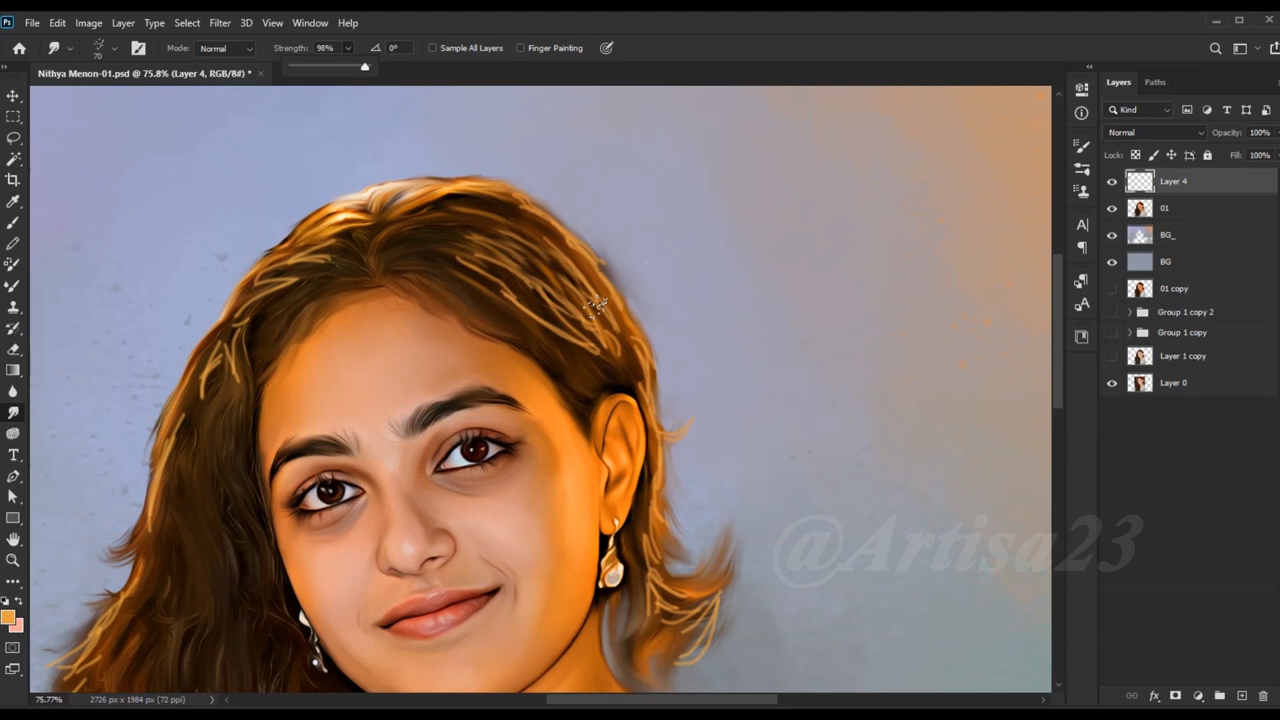 Ps File Edit Image Layer Type Select Filter 3D View Window Help
70 Mode: Normal Strength: 98% 0° Sample All Layers Finger Painting
Nithya Menon-01.psd @ 75.8% (Layer 4, RGB/8#) *
Layers Paths
Kind
Normal Opacity: 100%
Lock: Fill: 100%
Layer 4
01
BG_
BG
01 copy
Group 1 copy 2
Group 1 copy
Layer 1 copy
Layer 0
@Artisa23
75.77% 2726 px x 1984 px (72 ppi)